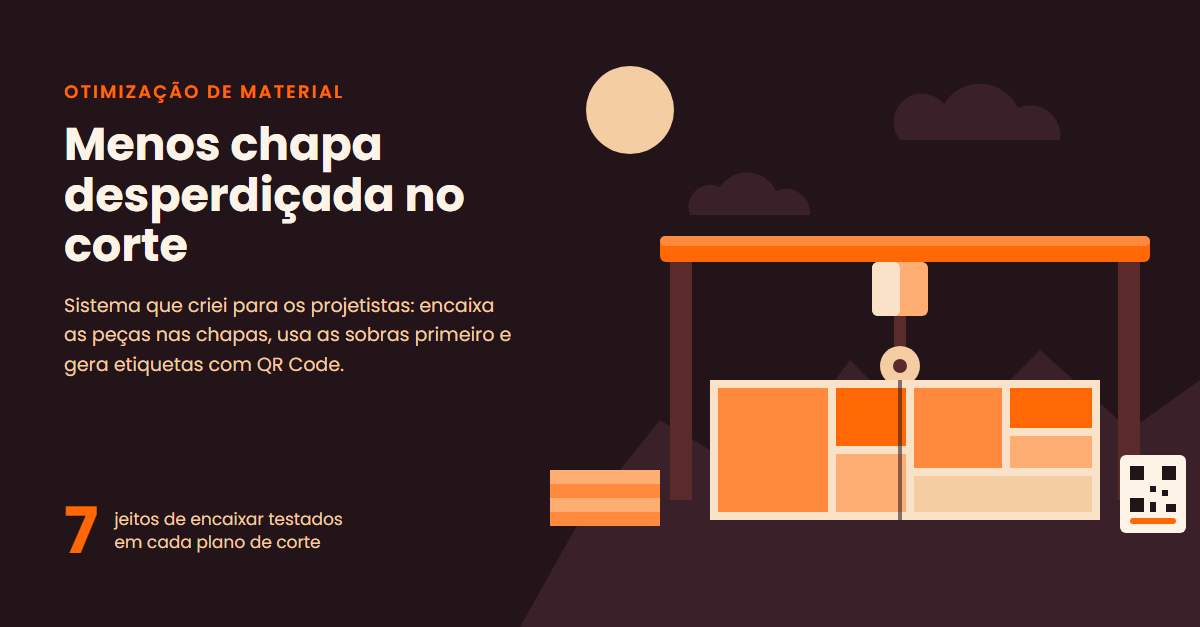 OTIMIZAÇÃO DE MATERIAL
Menos chapa
desperdiçada no
corte
Sistema que criei para os projetistas: encaixa
as peças nas chapas, usa as sobras primeiro e
gera etiquetas com QR Code.
7
jeitos de encaixar testados
em cada plano de corte